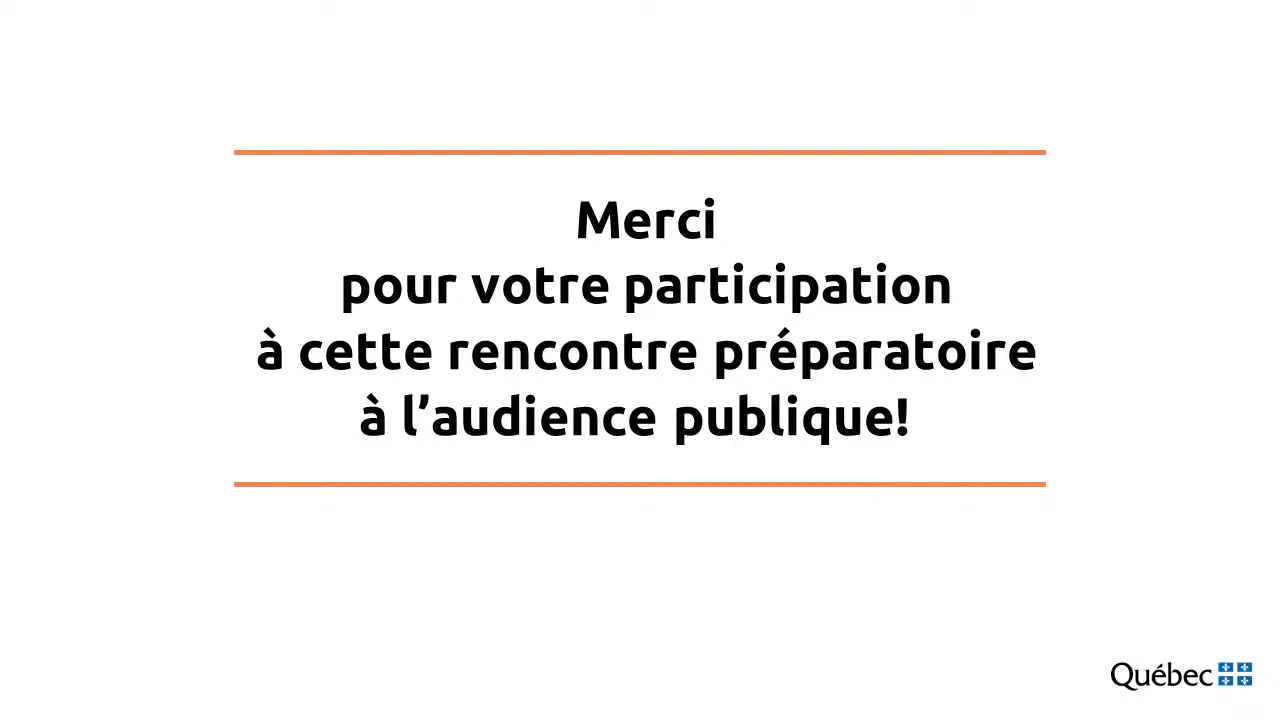 Merci
pour votre participation
à cette rencontre préparatoire
à l’audience publique!
Québec